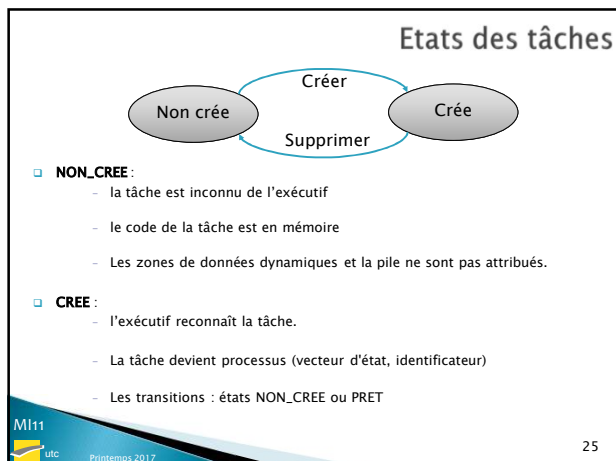 Etats des tâches
Créer
Non crée
Crée
Supprimer
❑ NON_CREE :
– la tâche est inconnu de l'exécutif
– le code de la tâche est en mémoire
– Les zones de données dynamiques et la pile ne sont pas attribués.
❑ CREE :
– l'exécutif reconnaît la tâche.
– La tâche devient processus (vecteur d'état, identificateur)
– Les transitions : états NON_CREE ou PRET
MI11
utc
Printemps 2017
25